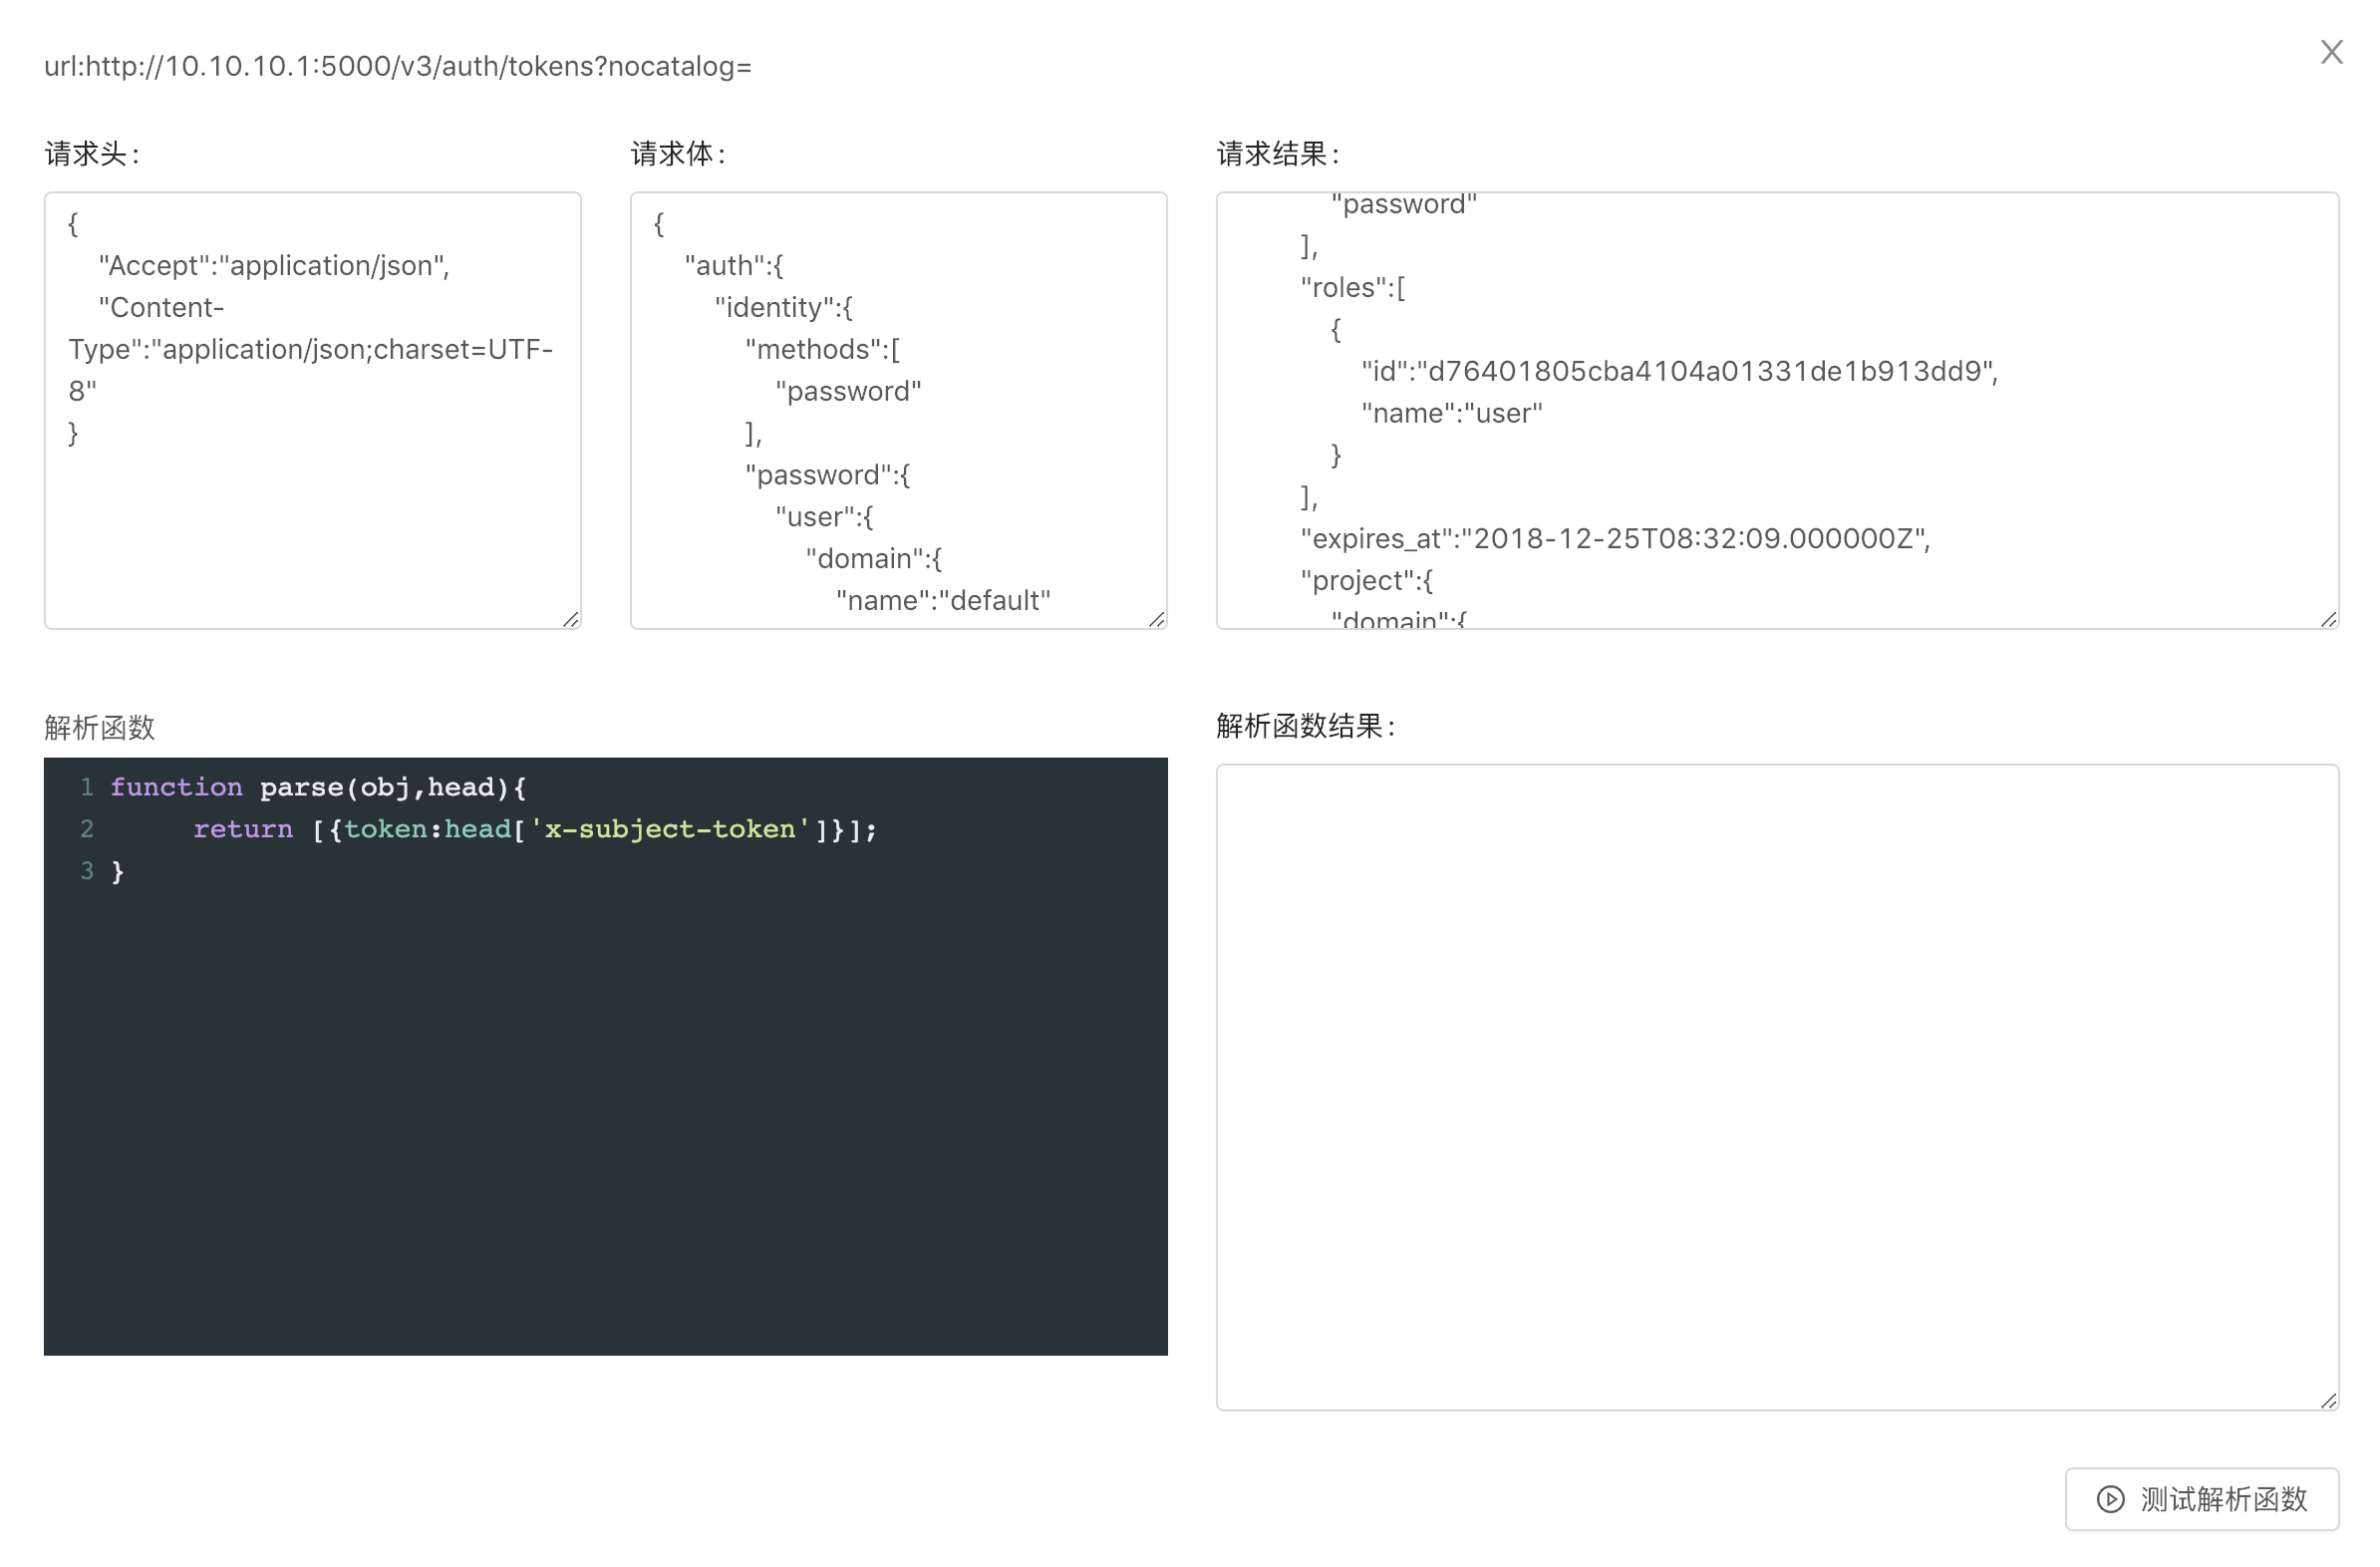 url:http://10.10.10.1:5000/v3/auth/tokens?nocatalog=
X
请求头：
{
"Accept":"application/json",
"Content-
Type":"application/json;charset=UTF-
8"
}
请求体：
{
"auth":{
"identity":{
"methods":[
"password"
],
"password":{
"user":{
"domain":{
"name":"default"
请求结果：
"password"
],
"roles":[
{
"id":"d76401805cba4104a01331de1b913dd9",
"name":"user"
}
],
"expires_at":"2018-12-25T08:32:09.000000Z",
"project":{
"domain":{
解析函数
1 function parse(obj,head){
2 return [{token:head['x-subject-token']}];
3 }
解析函数结果：
测试解析函数